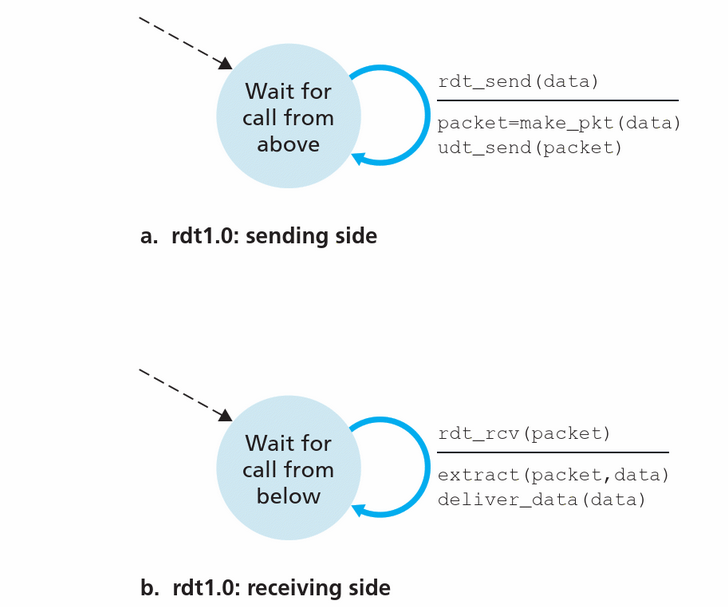 Wait for
call from
above
rdt_send(data)
packet=make_pkt(data)
udt_send(packet)
a. rdt1.0: sending side
Wait for
call from
below
rdt_rcv(packet)
extract(packet,data)
deliver_data(data)
b. rdt1.0: receiving side